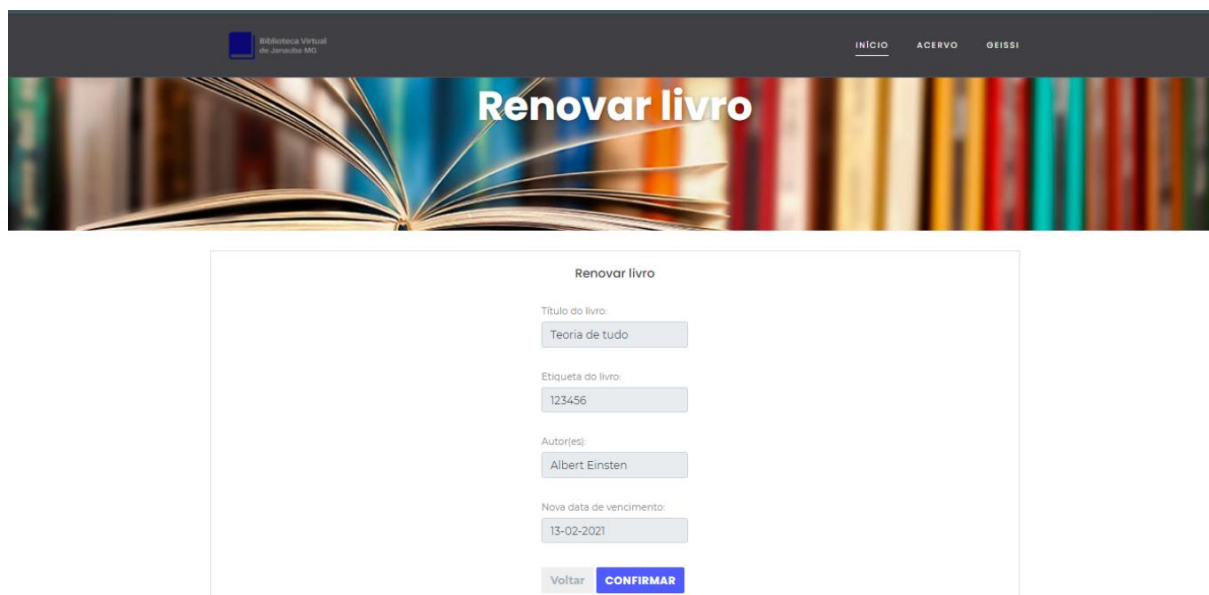 Biblioteca Virtual
de Janaúba MG
INÍCIO ACERVO GEISSI
Renovar livro
Renovar livro
Título do livro:
Teoria de tudo
Etiqueta do livro:
123456
Autor(es):
Albert Einsten
Nova data de vencimento:
13-02-2021
Voltar CONFIRMAR